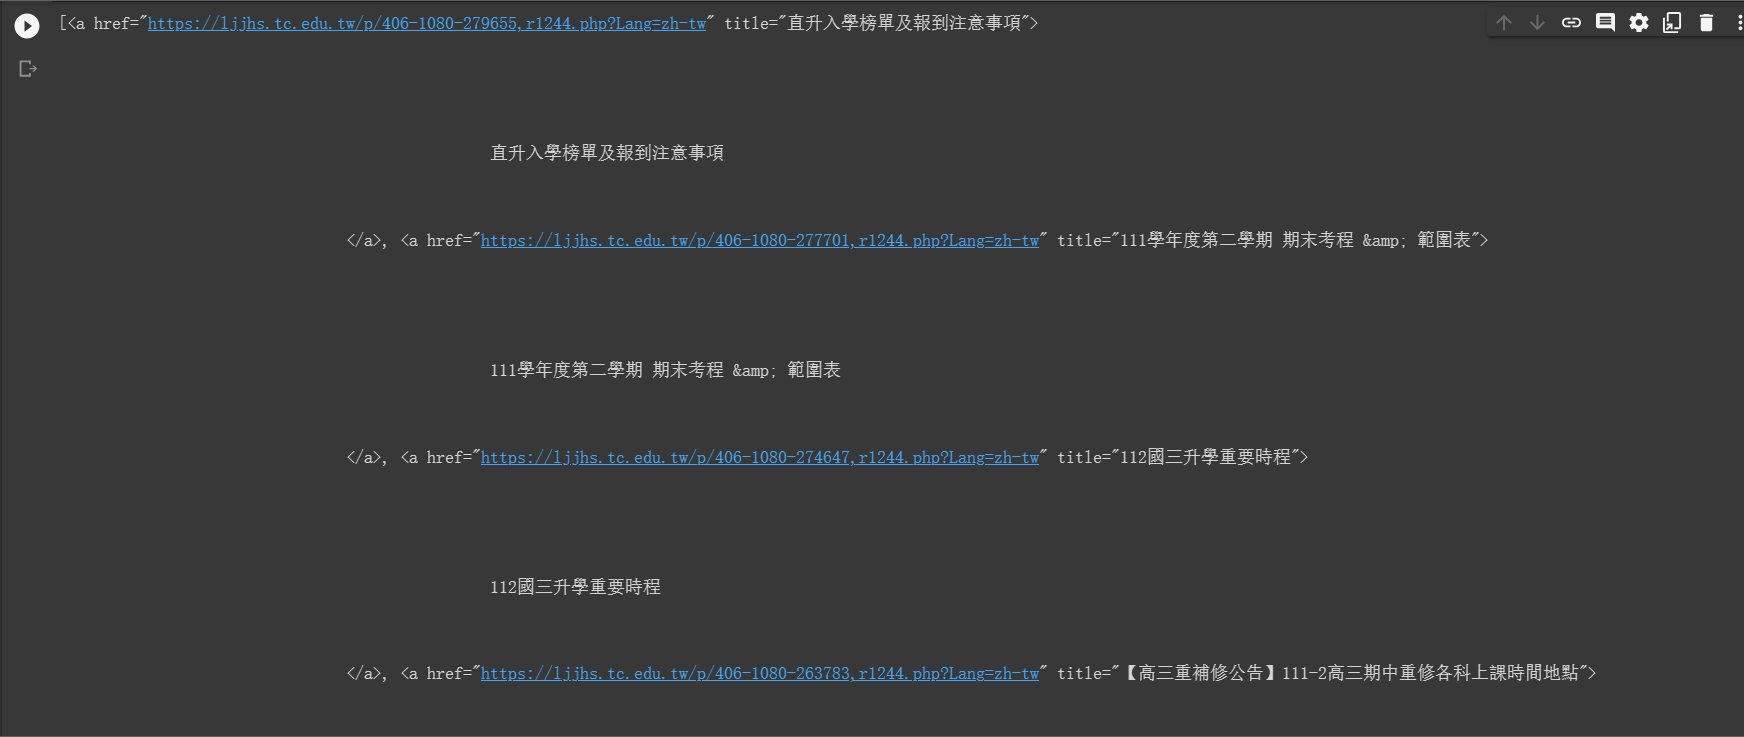 [<a href="https://ljjhs.tc.edu.tw/p/406-1080-279655,r1244.php?Lang=zh-tw" title="直升入學榜單及報到注意事項">
直升入學榜單及報到注意事項
</a>, <a href="https://ljjhs.tc.edu.tw/p/406-1080-277701,r1244.php?Lang=zh-tw" title="111學年度第二學期 期末考程 &amp; 範圍表">
111學年度第二學期 期末考程 &amp; 範圍表
</a>, <a href="https://ljjhs.tc.edu.tw/p/406-1080-274647,r1244.php?Lang=zh-tw" title="112國三升學重要時程">
112國三升學重要時程
</a>, <a href="https://ljjhs.tc.edu.tw/p/406-1080-263783,r1244.php?Lang=zh-tw" title="【高三重補修公告】111-2高三期中重修各科上課時間地點">